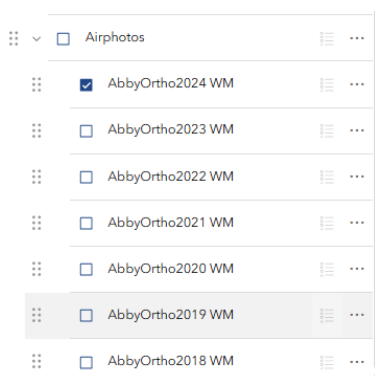 Airphotos
AbbyOrtho2024 WM
AbbyOrtho2023 WM
AbbyOrtho2022 WM
AbbyOrtho2021 WM
AbbyOrtho2020 WM
AbbyOrtho2019 WM
AbbyOrtho2018 WM